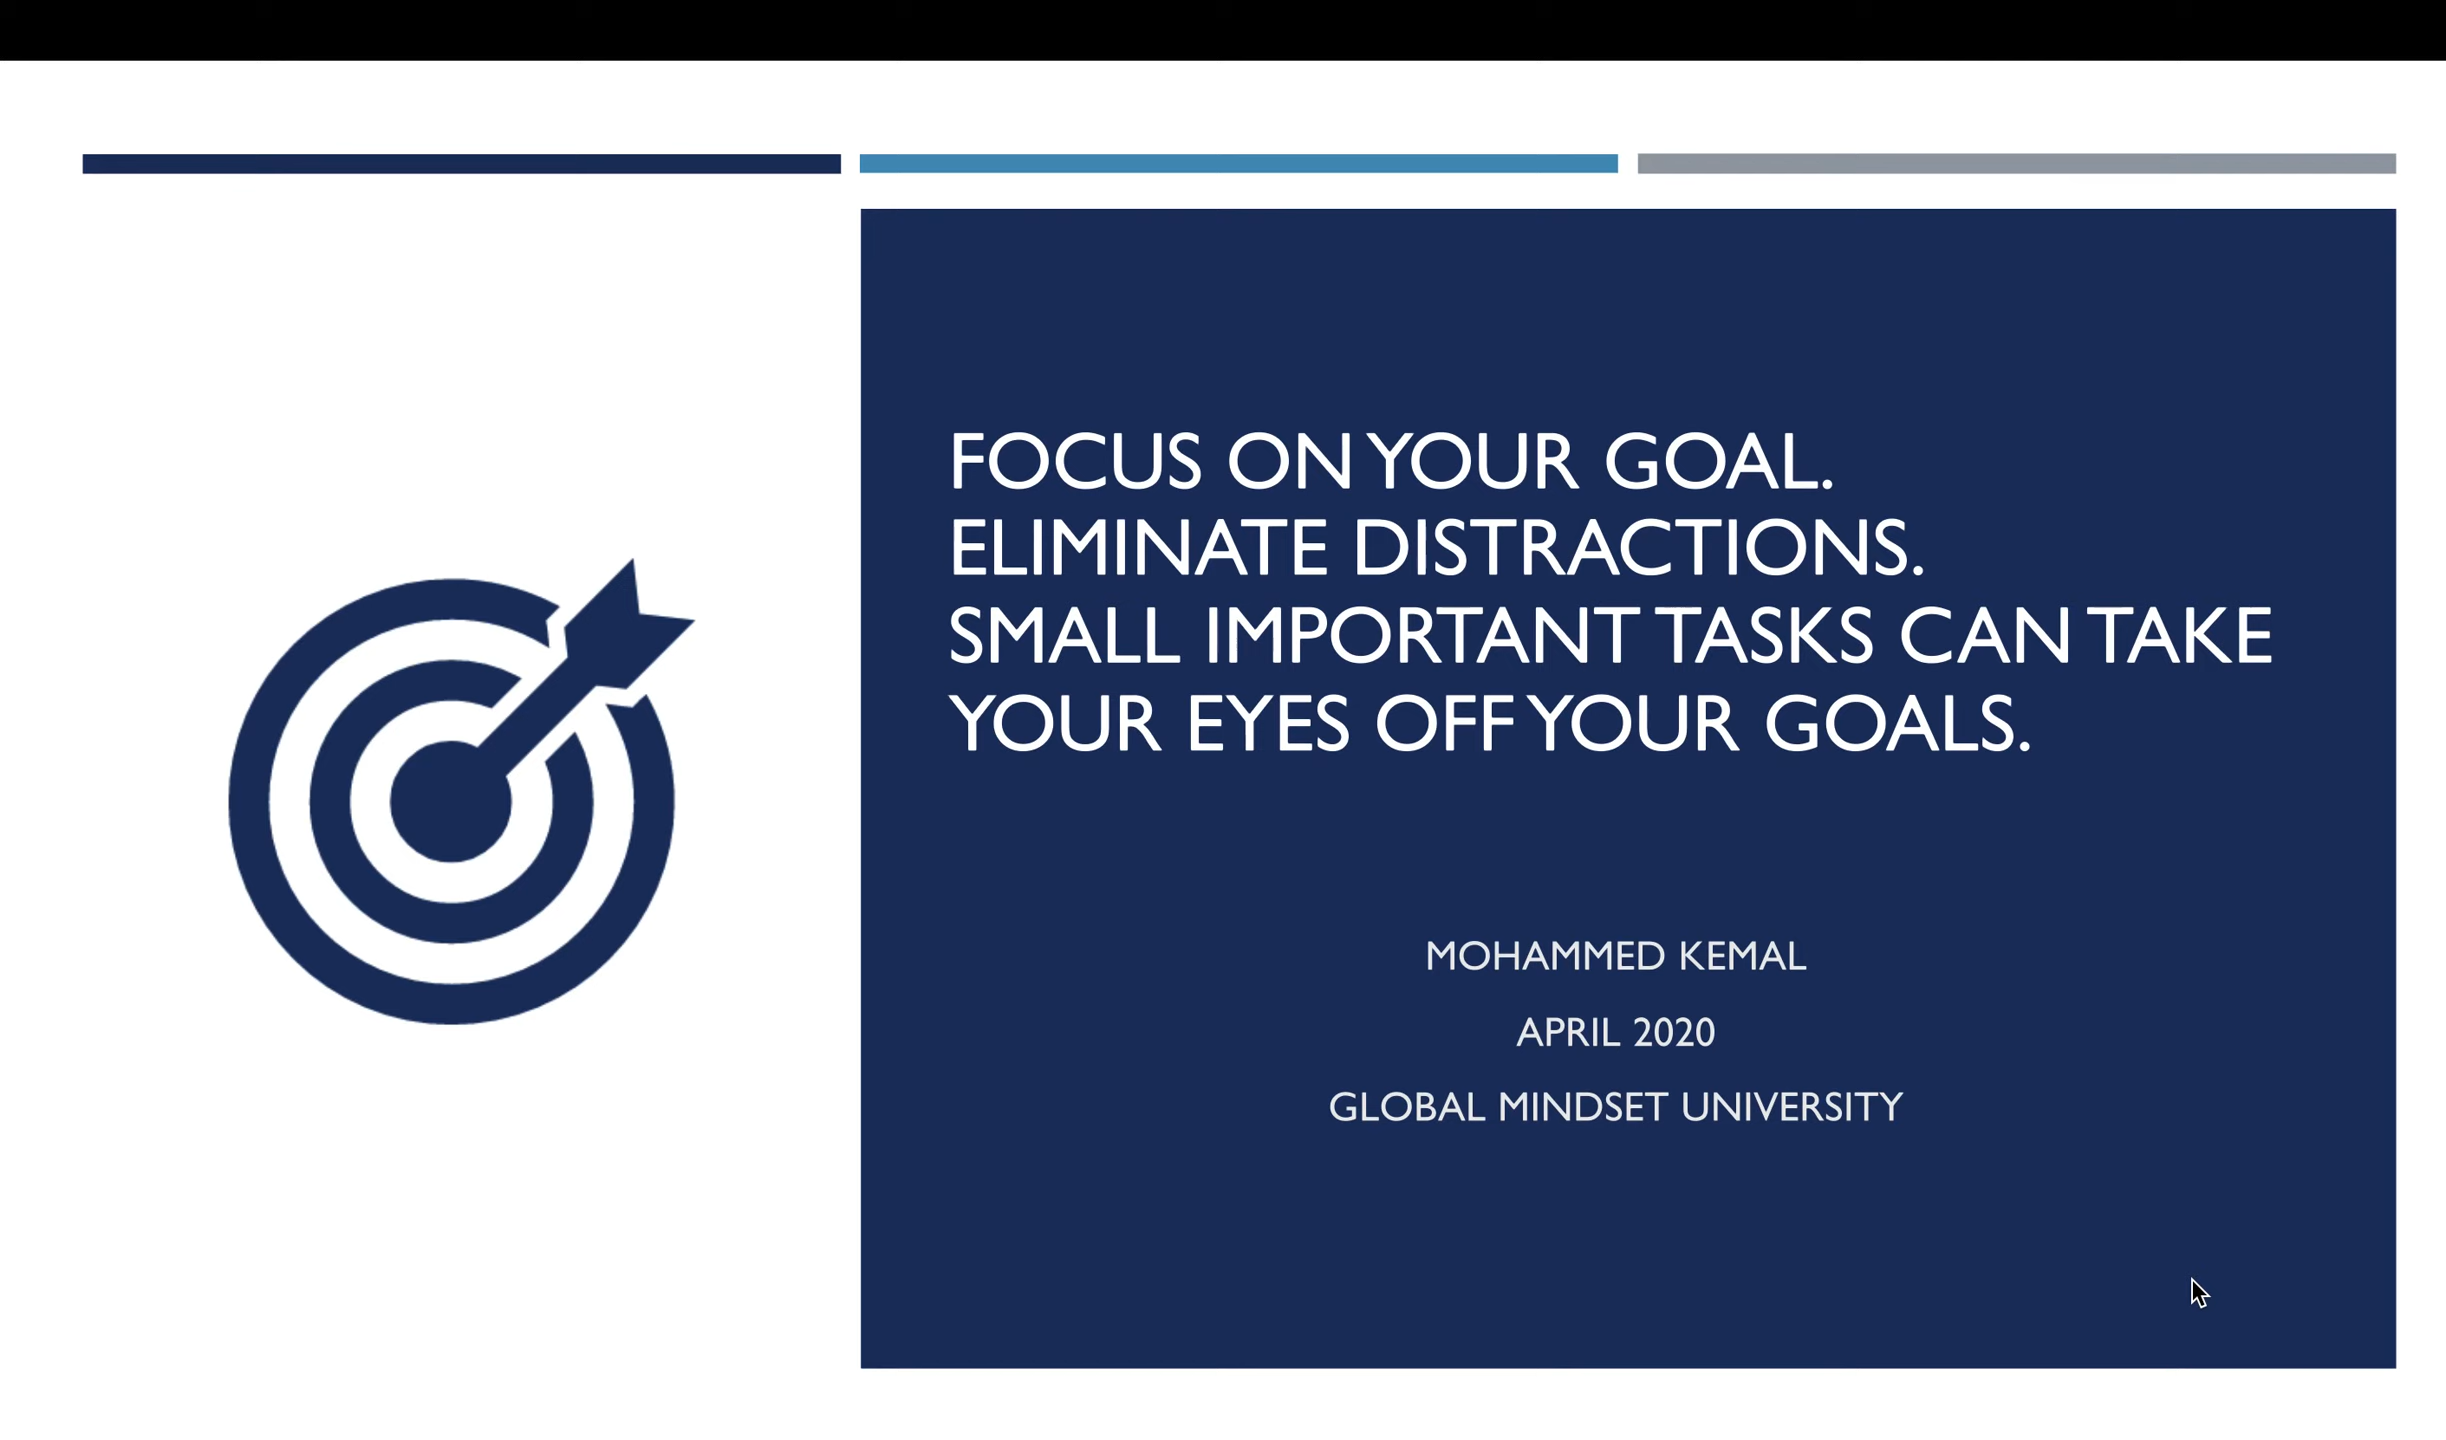 FOCUS ON YOUR GOAL.
ELIMINATE DISTRACTIONS.
SMALL IMPORTANT TASKS CAN TAKE
YOUR EYES OFF YOUR GOALS.
MOHAMMED KEMAL
APRIL 2020
GLOBAL MINDSET UNIVERSITY